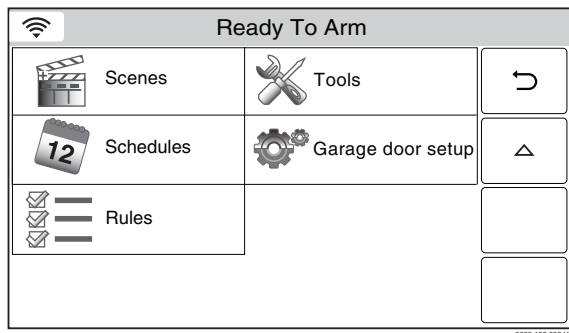 Ready To Arm
Scenes
Tools
Schedules
12
Garage door setup
Rules